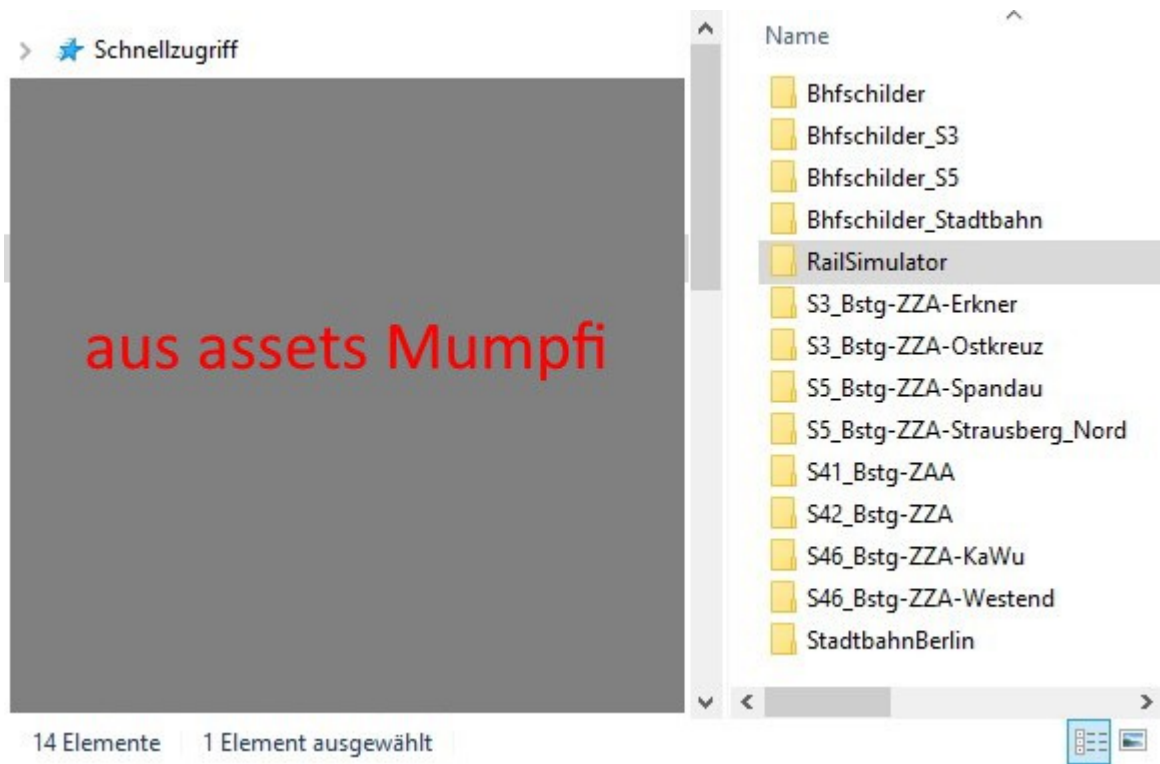 Schnellzugriff
aus assets Mumpfi
Name
Bhfschilder
Bhfschilder_S3
Bhfschilder_S5
Bhfschilder_Stadtbahn
RailSimulator
S3_Bstg-ZZA-Erkner
S3_Bstg-ZZA-Ostkreuz
S5_Bstg-ZZA-Spandau
S5_Bstg-ZZA-Strausberg_Nord
S41_Bstg-ZAA
S42_Bstg-ZZA
S46_Bstg-ZZA-KaWu
S46_Bstg-ZZA-Westend
StadtbahnBerlin
14 Elemente
1 Element ausgewählt